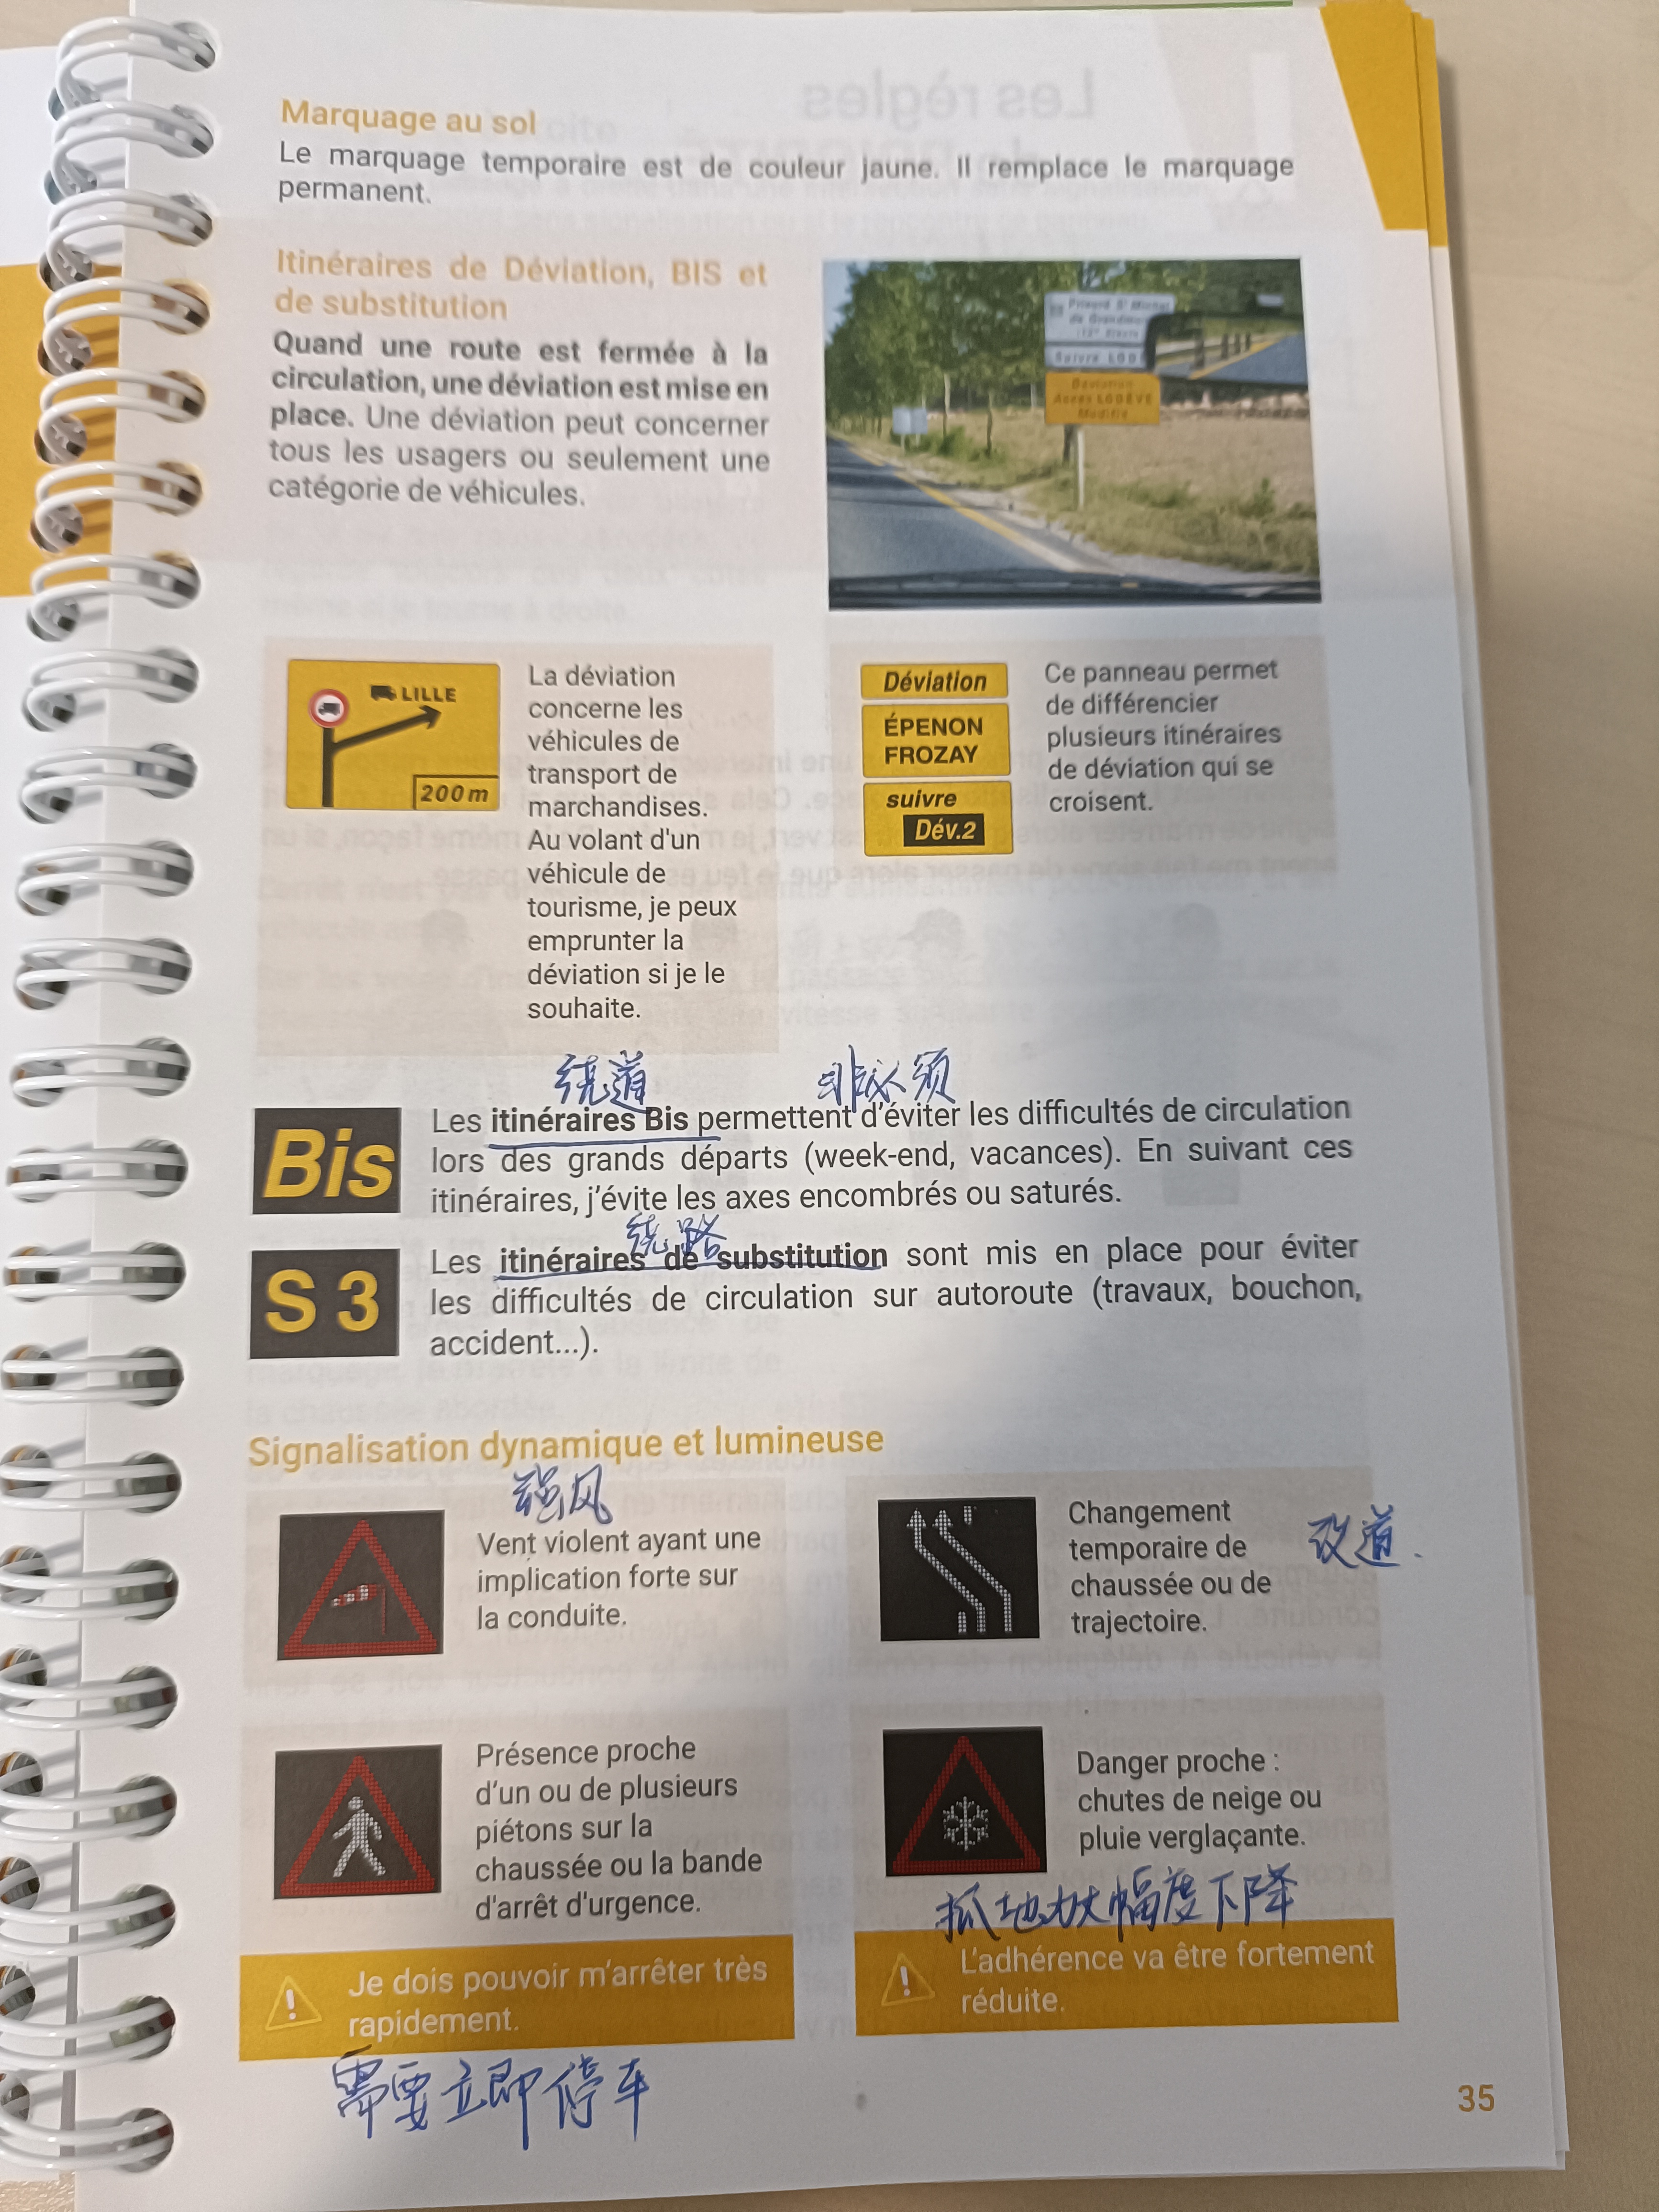 Marquage au sol
Le marquage temporaire est de couleur jaune. Il remplace le marquage
permanent.
Itinéraires de Déviation, BIS et
de substitution
Quand une route est fermée à la
circulation, une déviation est mise en
place. Une déviation peut concerner
tous les usagers ou seulement une
catégorie de véhicules.
Déviation
Accès LODÈVE
Modifié
LILLE
200 m
La déviation
concerne les
véhicules de
transport de
marchandises.
Au volant d'un
véhicule de
tourisme, je peux
emprunter la
déviation si je le
souhaite.
Déviation
ÉPENON
FROZAY
suivre
Dév.2
Ce panneau permet
de différencier
plusieurs itinéraires
de déviation qui se
croisent.
绕道 非必须
Bis
Les itinéraires Bis permettent d'éviter les difficultés de circulation
lors des grands départs (week-end, vacances). En suivant ces
itinéraires, j'évite les axes encombrés ou saturés.
绕路
S 3
Les itinéraires de substitution sont mis en place pour éviter
les difficultés de circulation sur autoroute (travaux, bouchon,
accident...).
Signalisation dynamique et lumineuse
强风
Vent violent ayant une
implication forte sur
la conduite.
Changement
temporaire de
chaussée ou de
trajectoire.
改道.
Présence proche
d'un ou de plusieurs
piétons sur la
chaussée ou la bande
d'arrêt d'urgence.
Danger proche :
chutes de neige ou
pluie verglaçante.
抓地力大幅度下降
Je dois pouvoir m'arrêter très
rapidement.
L'adhérence va être fortement
réduite.
需要立即停车
35